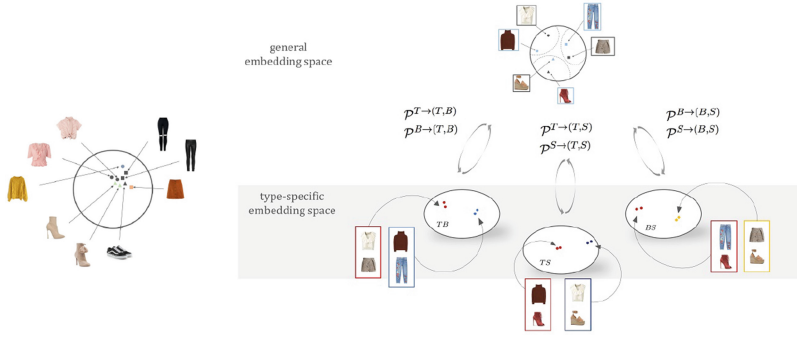 general
embedding space
𝒫^{T→(T,B)}
𝒫^{B→(T,B)}
𝒫^{T→(T,S)}
𝒫^{S→(T,S)}
𝒫^{B→(B,S)}
𝒫^{S→(B,S)}
type-specific
embedding space
TB
TS
BS